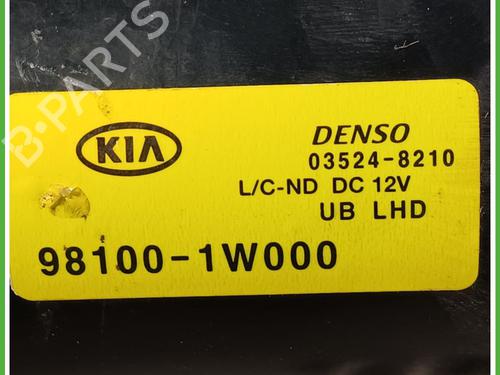 B-PARTS
KIA
DENSO
03524-8210
L/C-ND DC 12V
UB LHD
98100-1W000